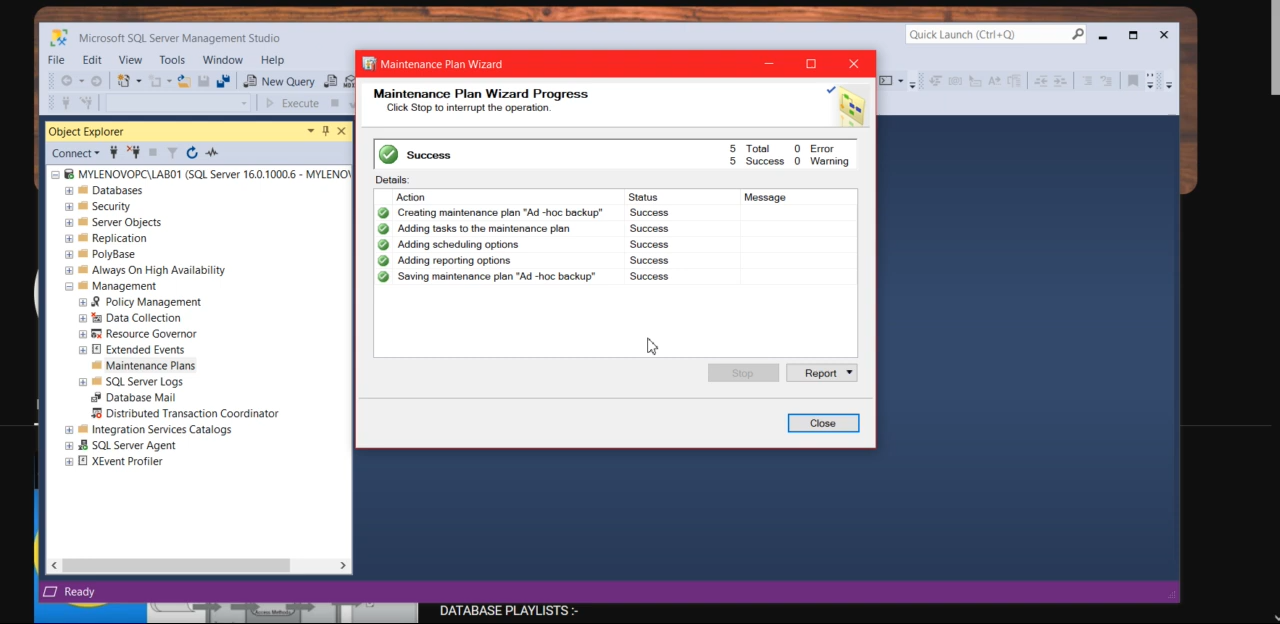 Microsoft SQL Server Management Studio
Quick Launch (Ctrl+Q)
File Edit View Tools Window Help
New Query
Execute
Object Explorer
Connect
MYLENOVOPC\LAB01 (SQL Server 16.0.1000.6 - MYLENOV
Databases
Security
Server Objects
Replication
PolyBase
Always On High Availability
Management
Policy Management
Data Collection
Resource Governor
Extended Events
Maintenance Plans
SQL Server Logs
Database Mail
Distributed Transaction Coordinator
Integration Services Catalogs
SQL Server Agent
XEvent Profiler
Maintenance Plan Wizard
Maintenance Plan Wizard Progress
Click Stop to interrupt the operation.
Success
5 Total 0 Error
5 Success 0 Warning
Details:
Action Status Message
Creating maintenance plan "Ad -hoc backup" Success
Adding tasks to the maintenance plan Success
Adding scheduling options Success
Adding reporting options Success
Saving maintenance plan "Ad -hoc backup" Success
Stop Report
Close
Ready
Access Methods
DATABASE PLAYLISTS :-